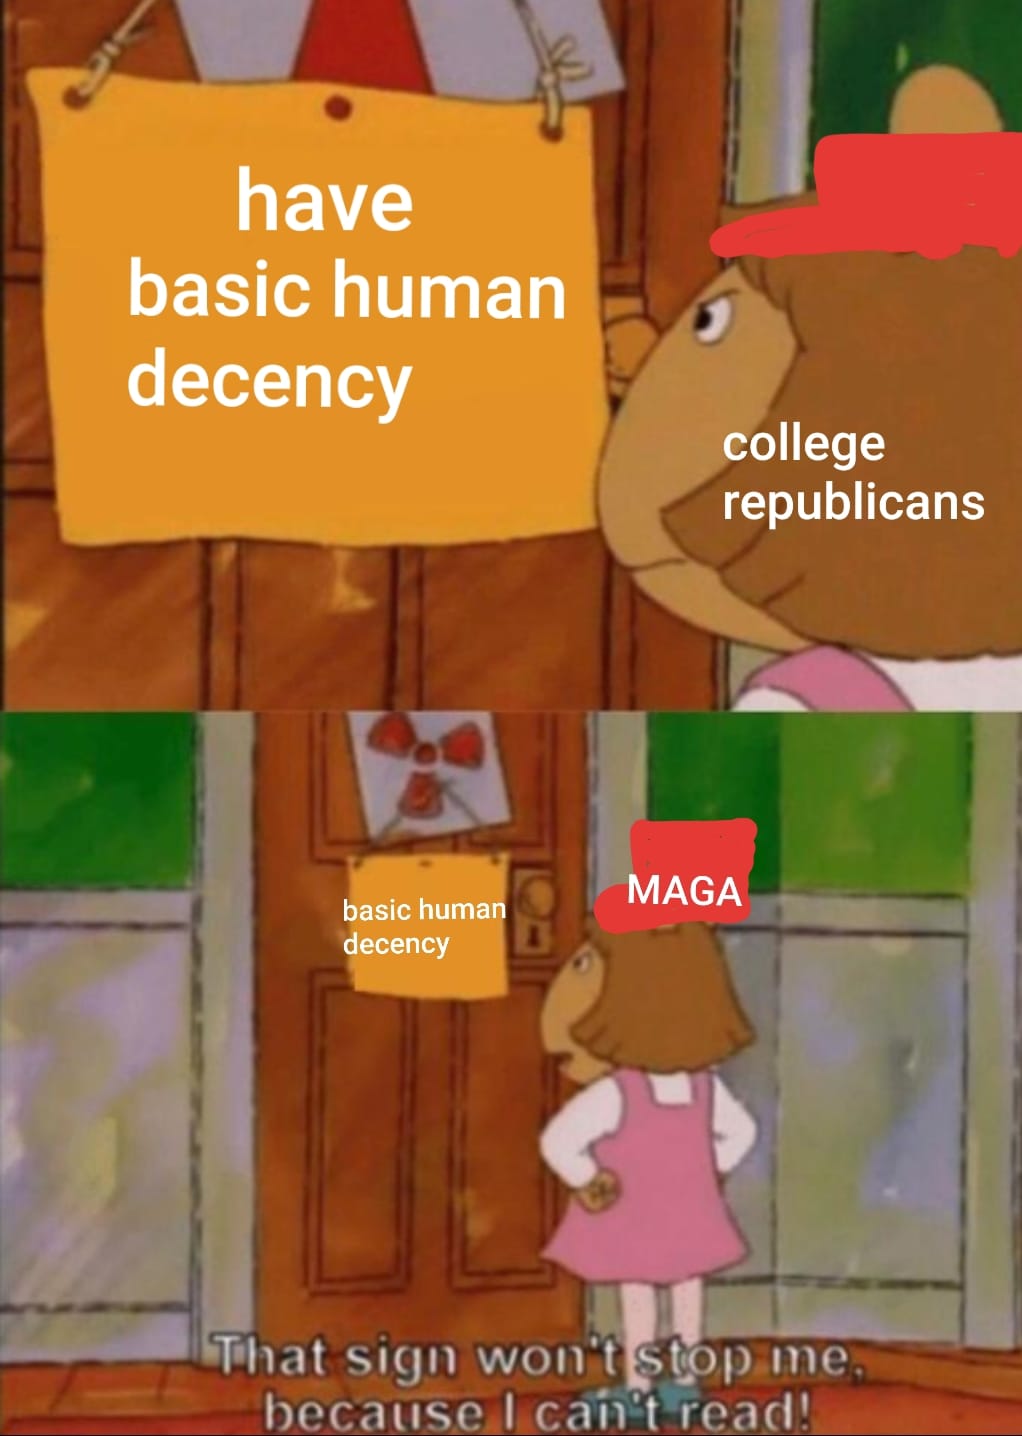 have
basic human
decency
college
republicans
MAGA
basic human
decency
That sign won't stop me,
because I can't read!